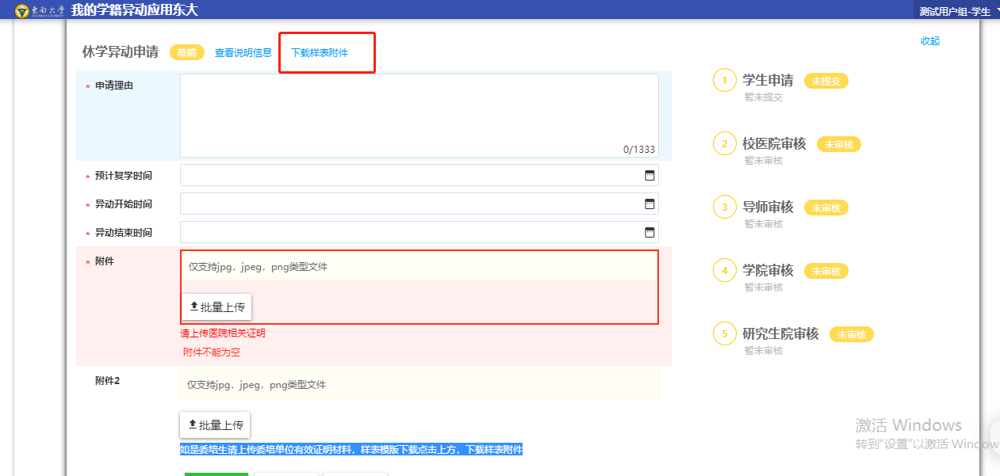 東南大學 我的学籍异动应用东大
测试用户组-学生
休学异动申请 草稿 查看说明信息 下载样表附件
收起
* 申请理由
0/1333
* 预计复学时间
* 异动开始时间
* 异动结束时间
* 附件
仅支持jpg，jpeg，png类型文件
批量上传
请上传医院相关证明
附件不能为空
附件2
仅支持jpg，jpeg，png类型文件
批量上传
如是委培生请上传委培单位有效证明材料，样表模版下载点击上方，下载样表附件
1 学生申请 未提交
暂未提交
2 校医院审核 未审核
暂未审核
3 导师审核 未审核
暂未审核
4 学院审核 未审核
暂未审核
5 研究生院审核 未审核
暂未审核
激活 Windows
转到"设置"以激活 Window